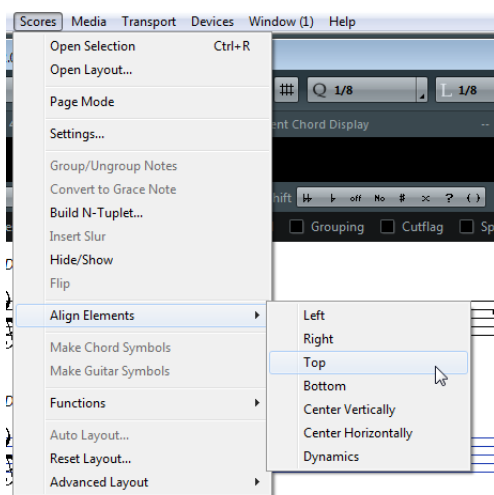 Scores Media Transport Devices Window (1) Help
Open Selection Ctrl+R
Open Layout...
Page Mode
Q 1/8 L 1/8
ent Chord Display --
Settings...
Group/Ungroup Notes
Convert to Grace Note
hift off No # x ? ( )
Build N-Tuplet...
Grouping Cutflag Sp
Insert Slur
Hide/Show
Flip
Align Elements
Left
Right
Top
Bottom
Center Vertically
Center Horizontally
Dynamics
Make Chord Symbols
Make Guitar Symbols
Functions
Auto Layout...
Reset Layout...
Advanced Layout